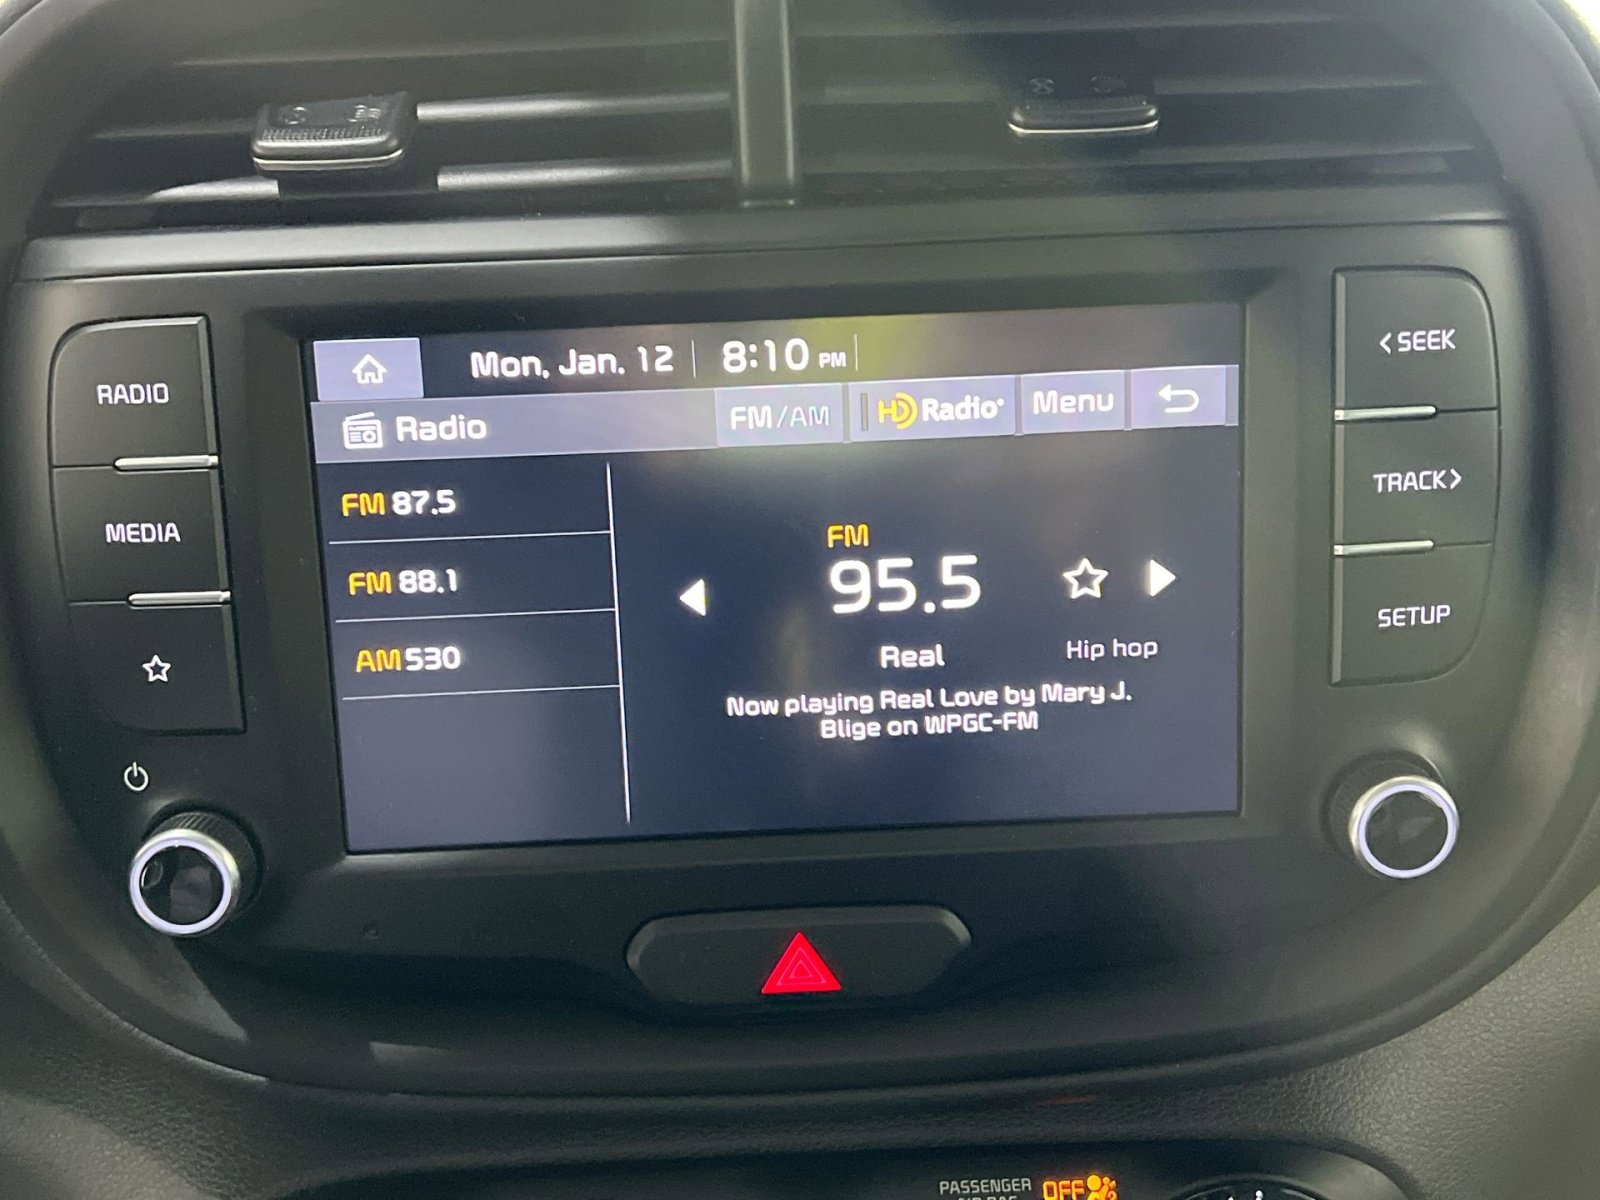 Mon, Jan. 12 8:10 PM
Radio FM/AM HD Radio Menu
FM 87.5
FM 88.1
AM 530
FM
95.5
Real
Hip hop
Now playing Real Love by Mary J.
Blige on WPGC-FM
RADIO
MEDIA
< SEEK
TRACK >
SETUP
PASSENGER
OFF